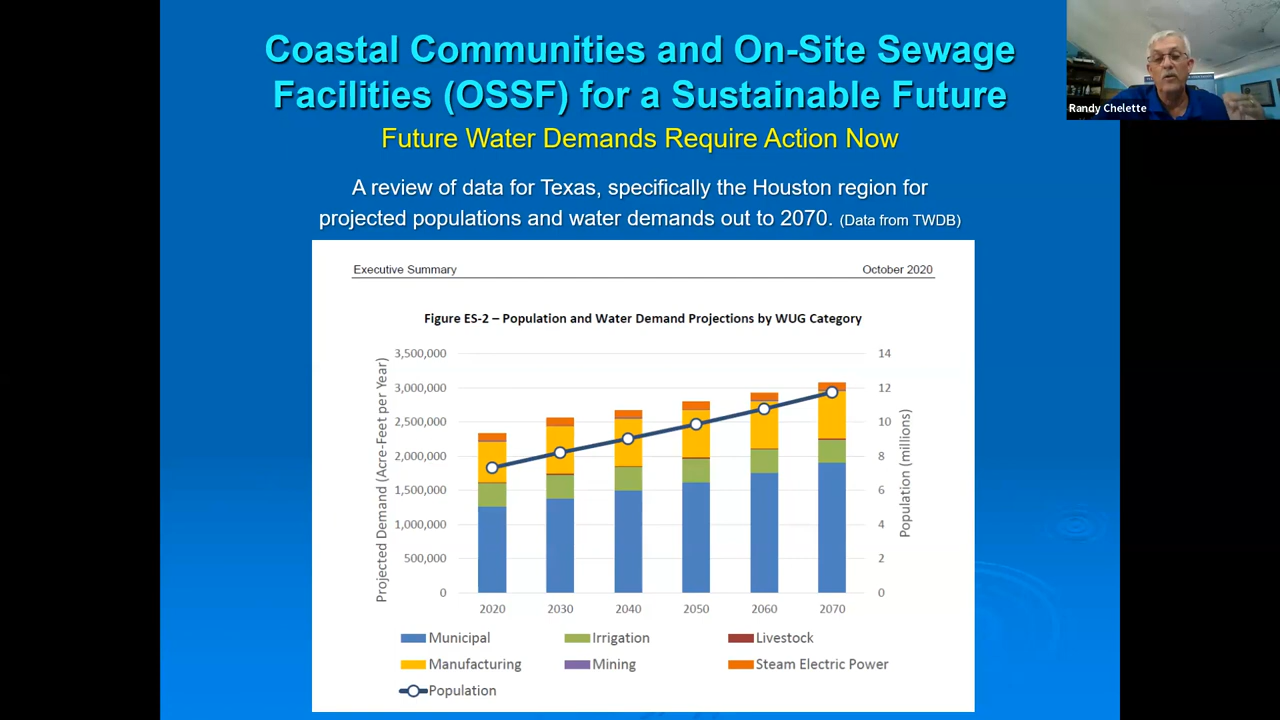 Coastal Communities and On-Site Sewage
Facilities (OSSF) for a Sustainable Future
Randy Chelette
Future Water Demands Require Action Now
A review of data for Texas, specifically the Houston region for
projected populations and water demands out to 2070. (Data from TWDB)
Executive Summary October 2020
Figure ES-2 – Population and Water Demand Projections by WUG Category
Projected Demand (Acre-Feet per Year)
3,500,000
3,000,000
2,500,000
2,000,000
1,500,000
1,000,000
500,000
0
14
12
10
8
6
4
2
0
Population (millions)
2020 2030 2040 2050 2060 2070
Municipal Irrigation Livestock
Manufacturing Mining Steam Electric Power
Population